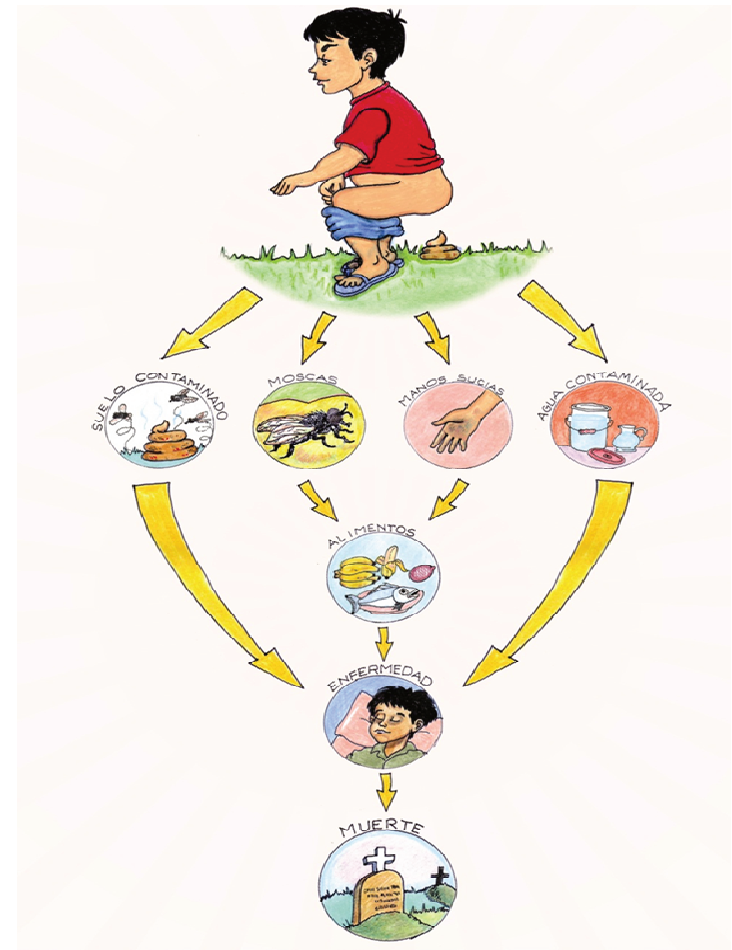 SUELO CONTAMINADO
MOSCAS
MANOS SUCIAS
AGUA CONTAMINADA
ALIMENTOS
ENFERMEDAD
MUERTE